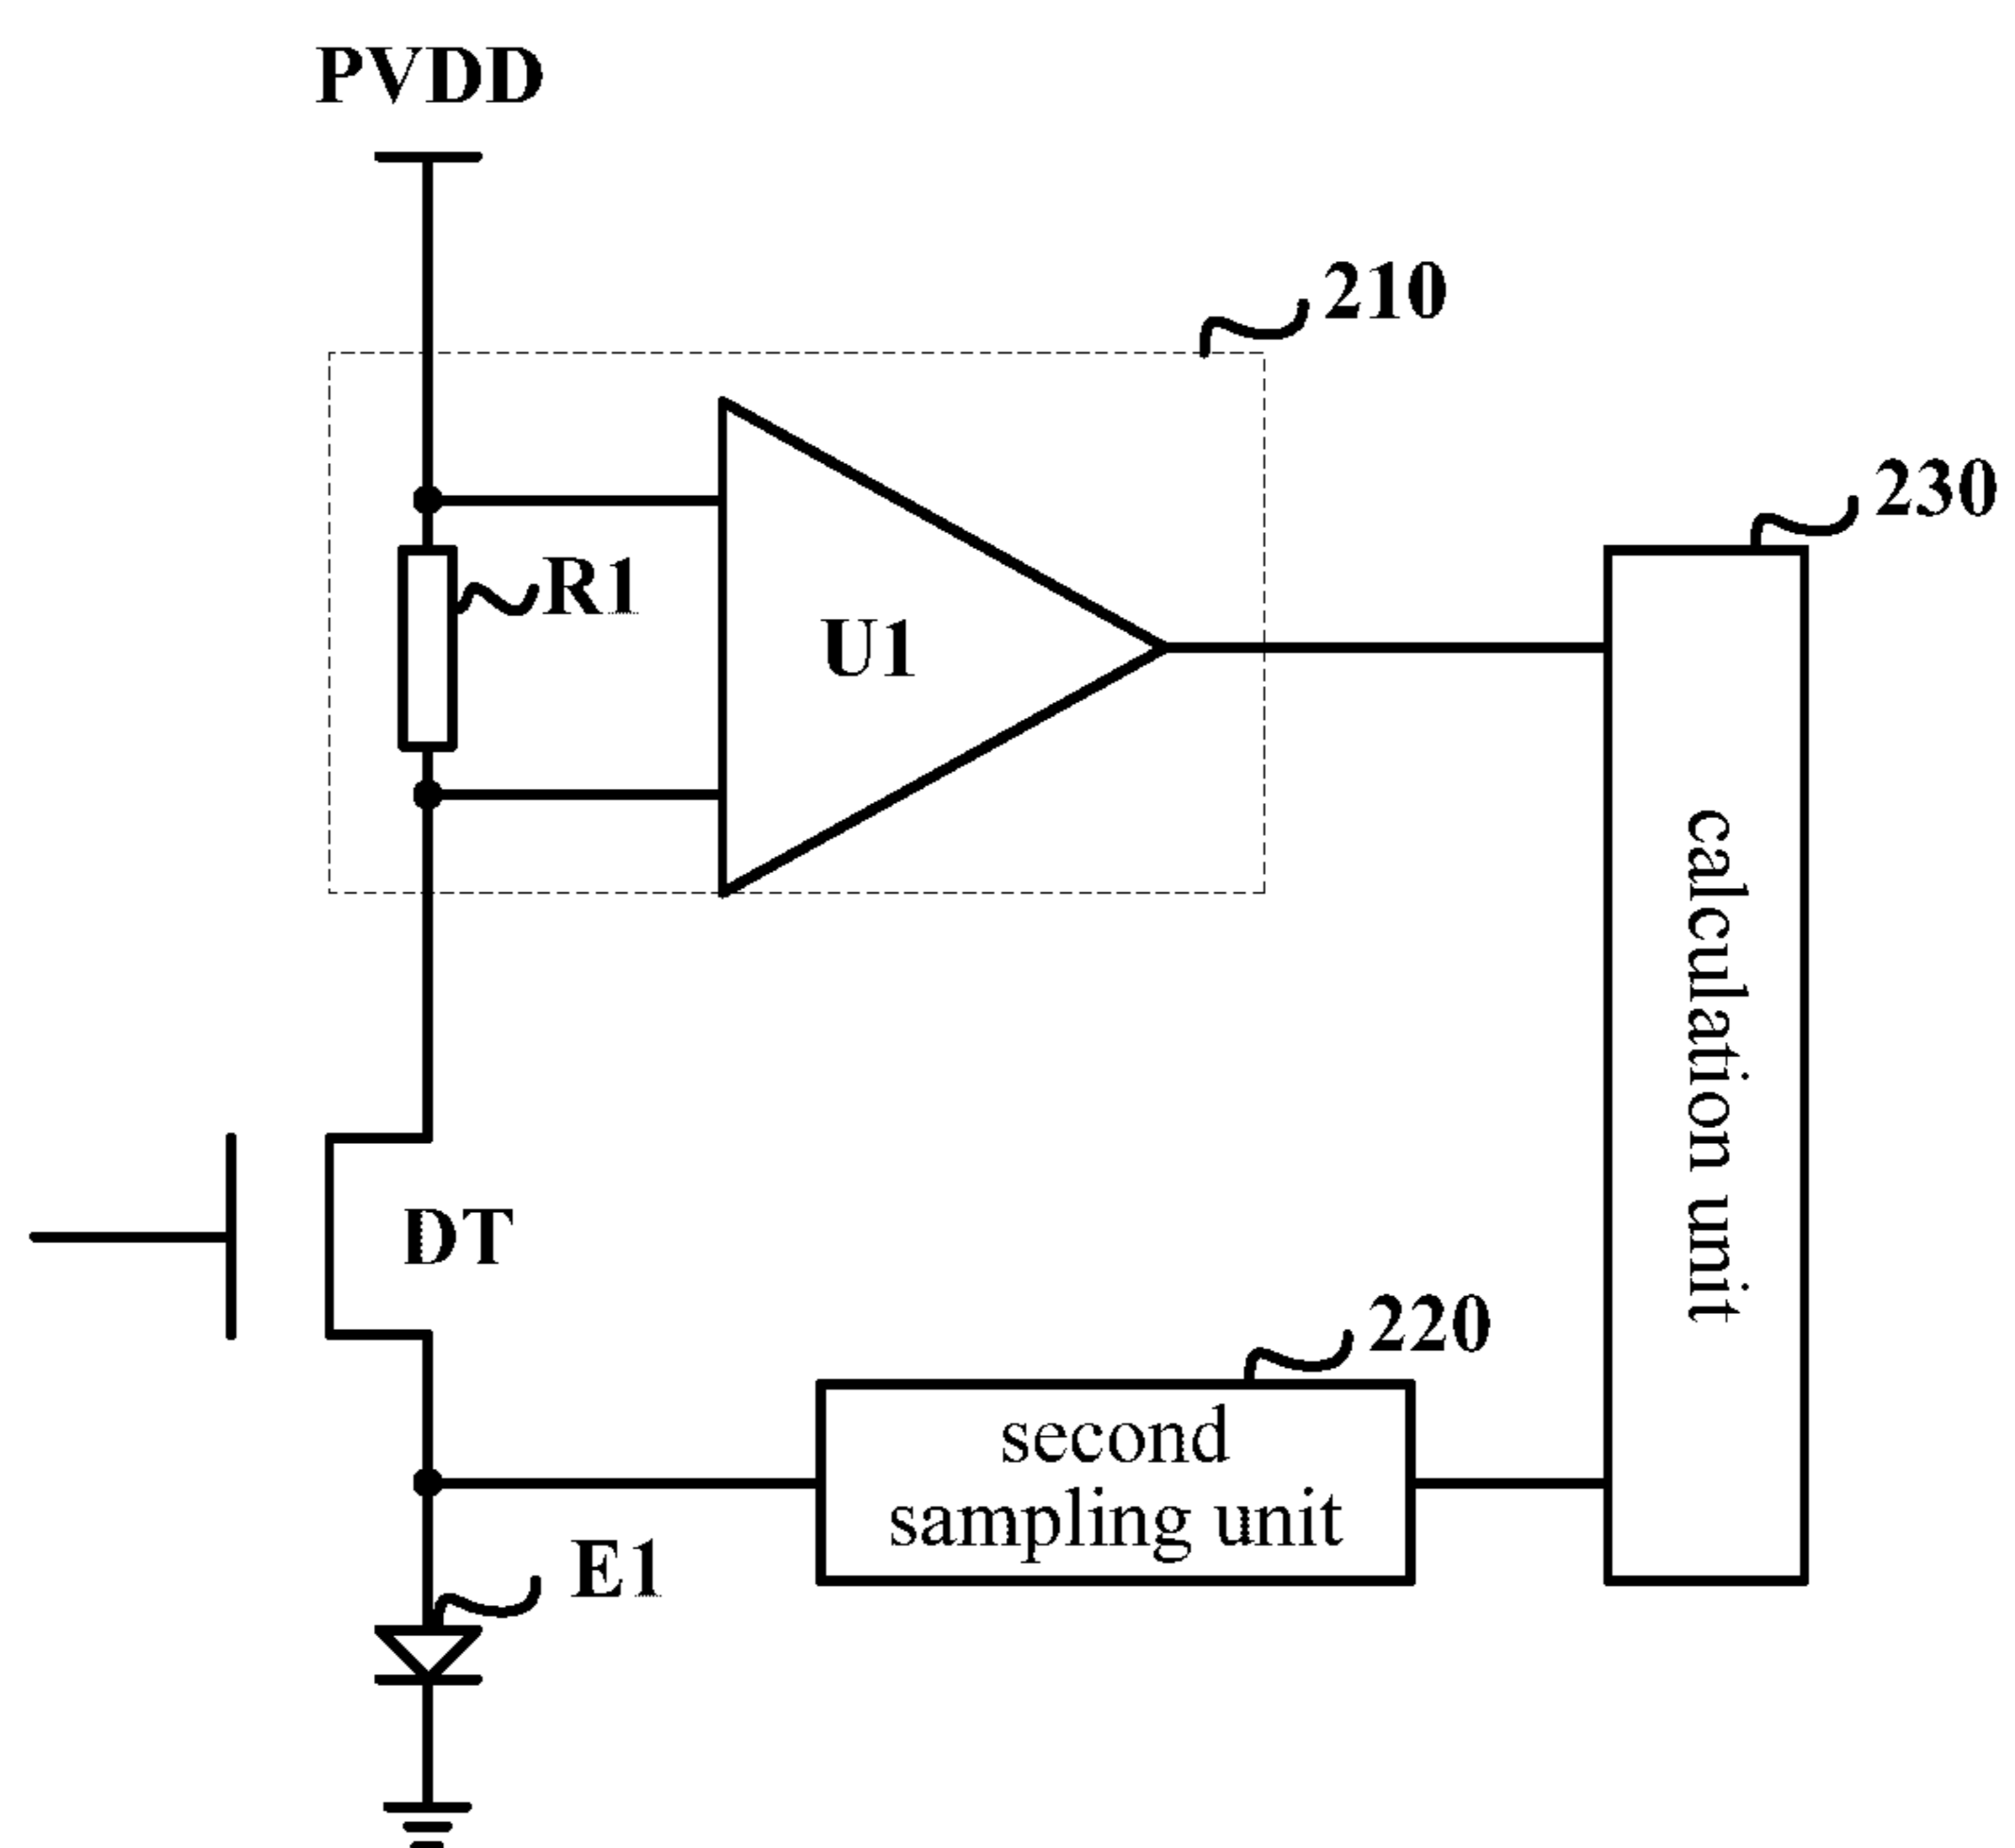 PVDD
210
230
R1
U1
calculation unit
DT
220
second
sampling unit
E1